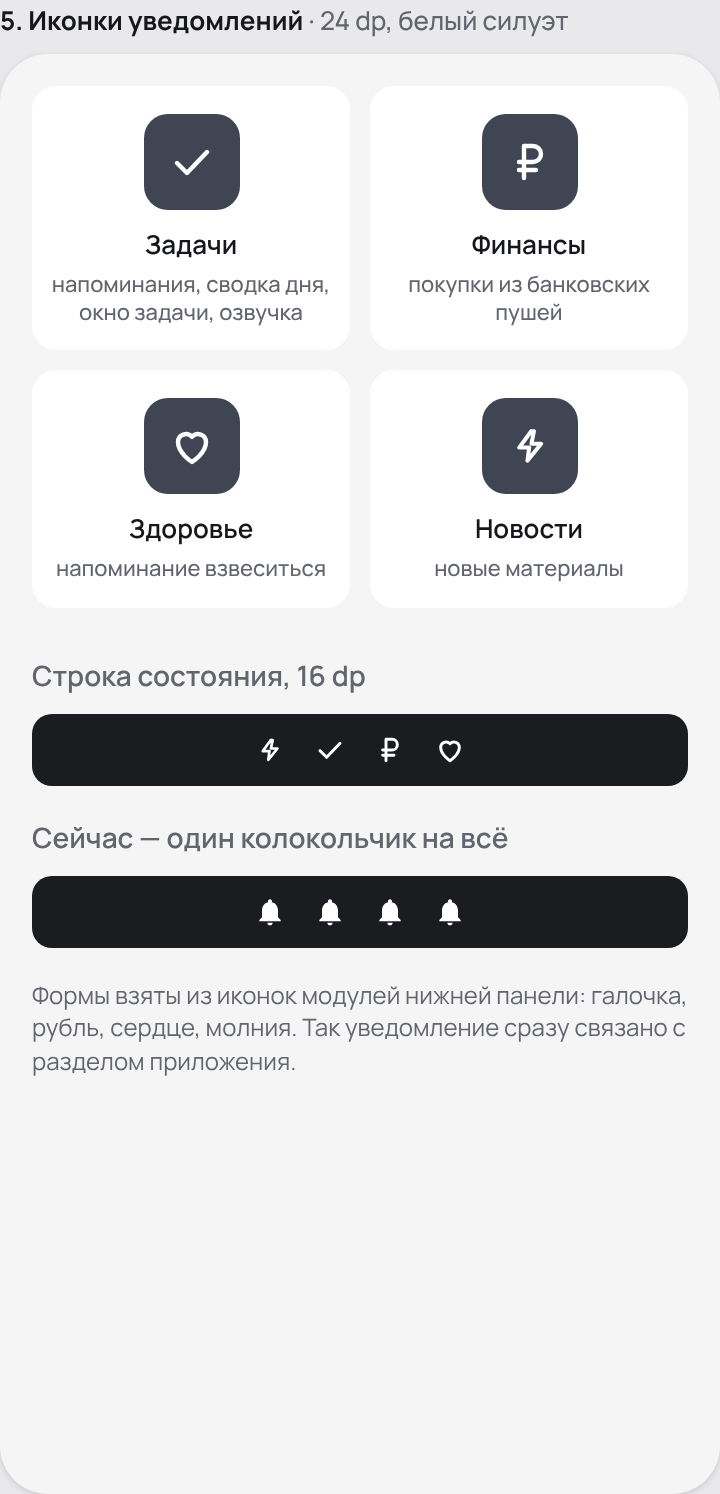 5. Иконки уведомлений · 24 dp, белый силуэт
Задачи
напоминания, сводка дня,
окно задачи, озвучка
Финансы
покупки из банковских
пушей
Здоровье
напоминание взвеситься
Новости
новые материалы
Строка состояния, 16 dp
Сейчас — один колокольчик на всё
Формы взяты из иконок модулей нижней панели: галочка,
рубль, сердце, молния. Так уведомление сразу связано с
разделом приложения.